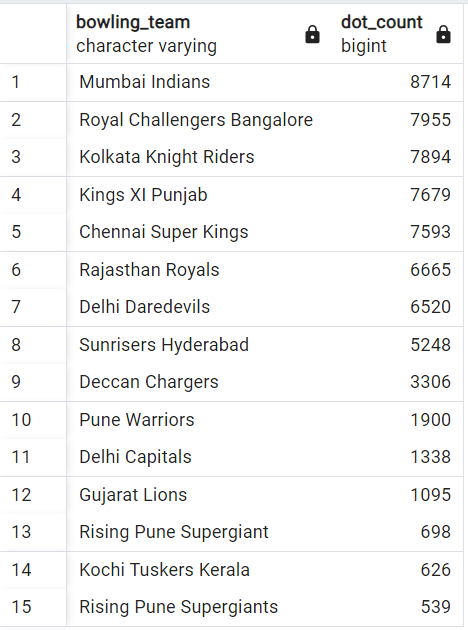 bowling_team dot_count
character varying bigint
1 Mumbai Indians 8714
2 Royal Challengers Bangalore 7955
3 Kolkata Knight Riders 7894
4 Kings XI Punjab 7679
5 Chennai Super Kings 7593
6 Rajasthan Royals 6665
7 Delhi Daredevils 6520
8 Sunrisers Hyderabad 5248
9 Deccan Chargers 3306
10 Pune Warriors 1900
11 Delhi Capitals 1338
12 Gujarat Lions 1095
13 Rising Pune Supergiant 698
14 Kochi Tuskers Kerala 626
15 Rising Pune Supergiants 539